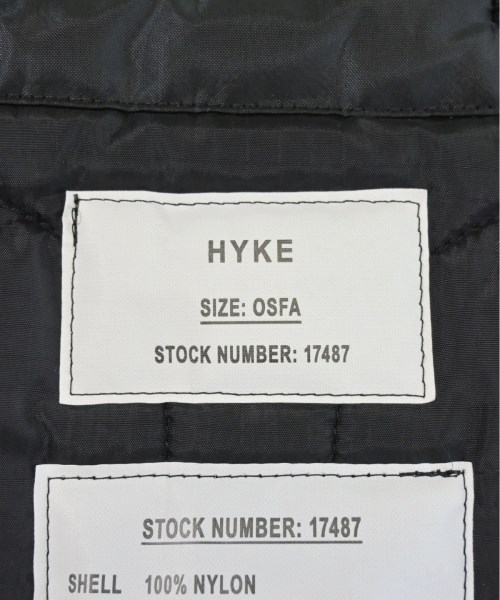 HYKE
SIZE: OSFA
STOCK NUMBER: 17487
STOCK NUMBER: 17487
SHELL 100% NYLON